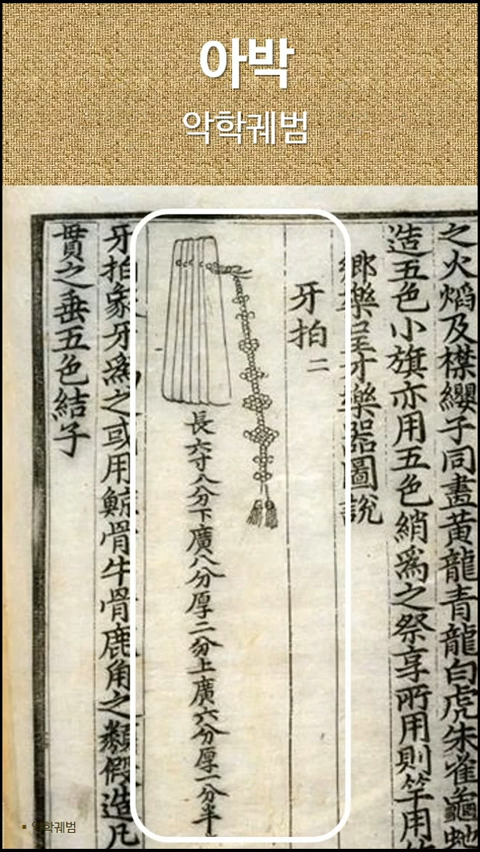 아박
악학궤범
之火焰及襟纓子同畫黃龍青龍白虎朱雀龜虵
造五色小旗亦用五色綃爲之祭享所用則竿用竹
鄕樂呈才樂器圖說
牙拍二
長六寸八分下廣八分厚二分上廣六分厚一分半
牙拍象牙爲之或用鯨骨牛骨鹿角之類假造凡
貫之垂五色結子
악학궤범